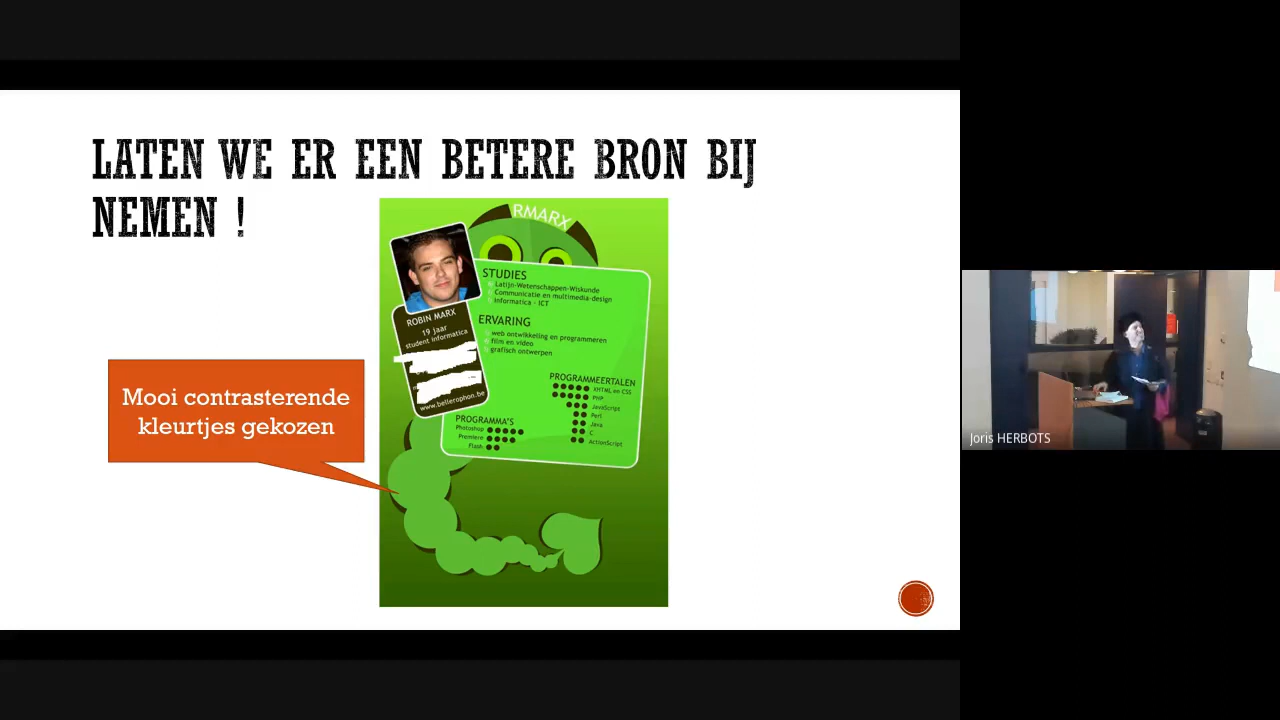 LATEN WE ER EEN BETERE BRON BIJ
NEMEN !
RMARX
STUDIES
Latijn-Wetenschappen-Wiskunde
Communicatie en multimedia-design
Informatica - ICT
ROBIN MARX
19 jaar
student informatica
www.bellerophon.be
ERVARING
web ontwikkeling en programmeren
film en video
grafisch ontwerpen
PROGRAMMEERTALEN
XHTML en CSS
PHP
JavaScript
Perl
Java
C
ActionScript
PROGRAMMA'S
Photoshop
Premiere
Flash
Mooi contrasterende
kleurtjes gekozen
Joris HERBOTS